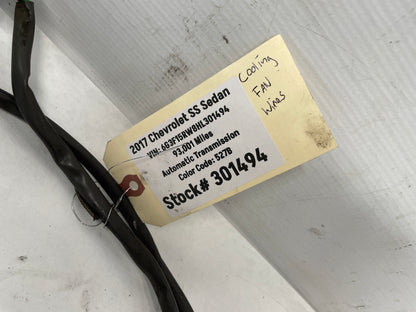 2017 Chevrolet SS Sedan
VIN: 6G3F15RW8HL301494
93,001 Miles
Automatic Transmission
Color Code: 527B
Stock# 301494
Cooling
FAN
Wires